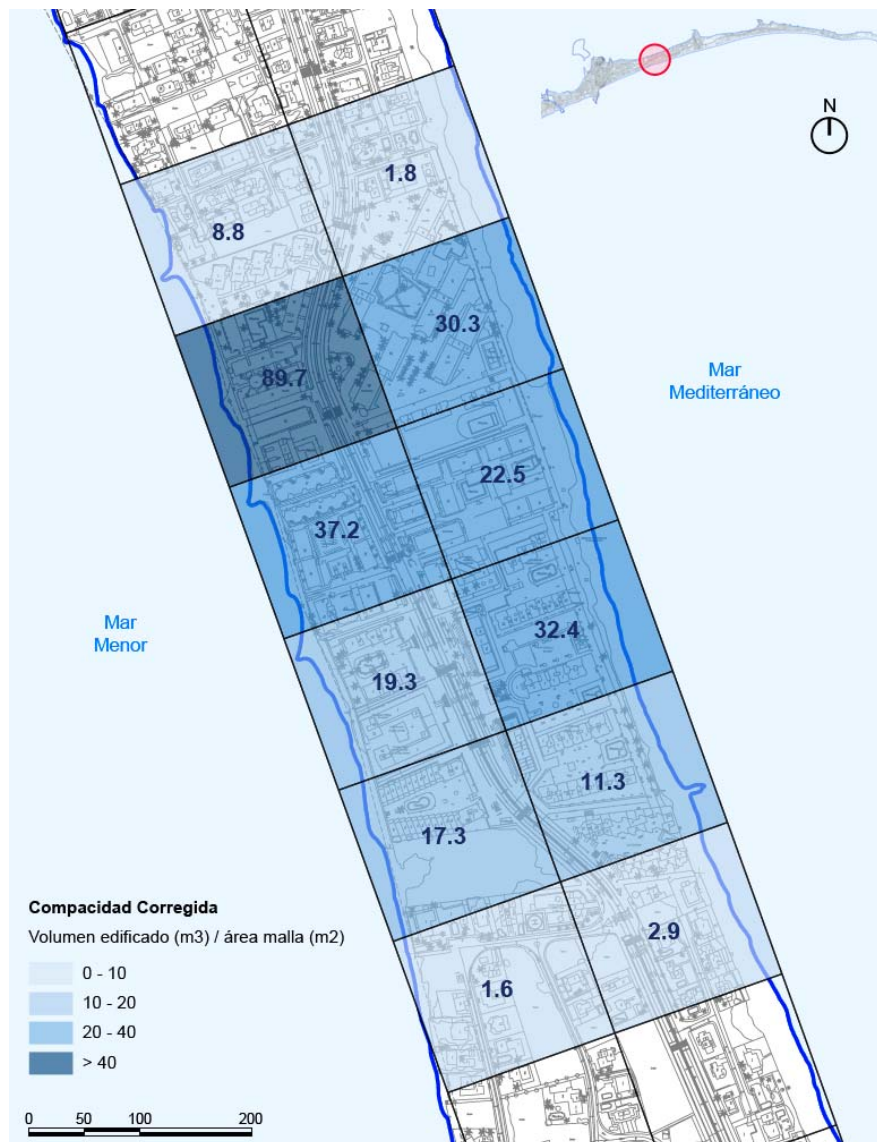 N
1.8
8.8
30.3
89.7
Mar
Mediterráneo
22.5
37.2
Mar
Menor
32.4
19.3
11.3
17.3
2.9
1.6
Compacidad Corregida
Volumen edificado (m3) / área malla (m2)
0 - 10
10 - 20
20 - 40
> 40
0 50 100 200